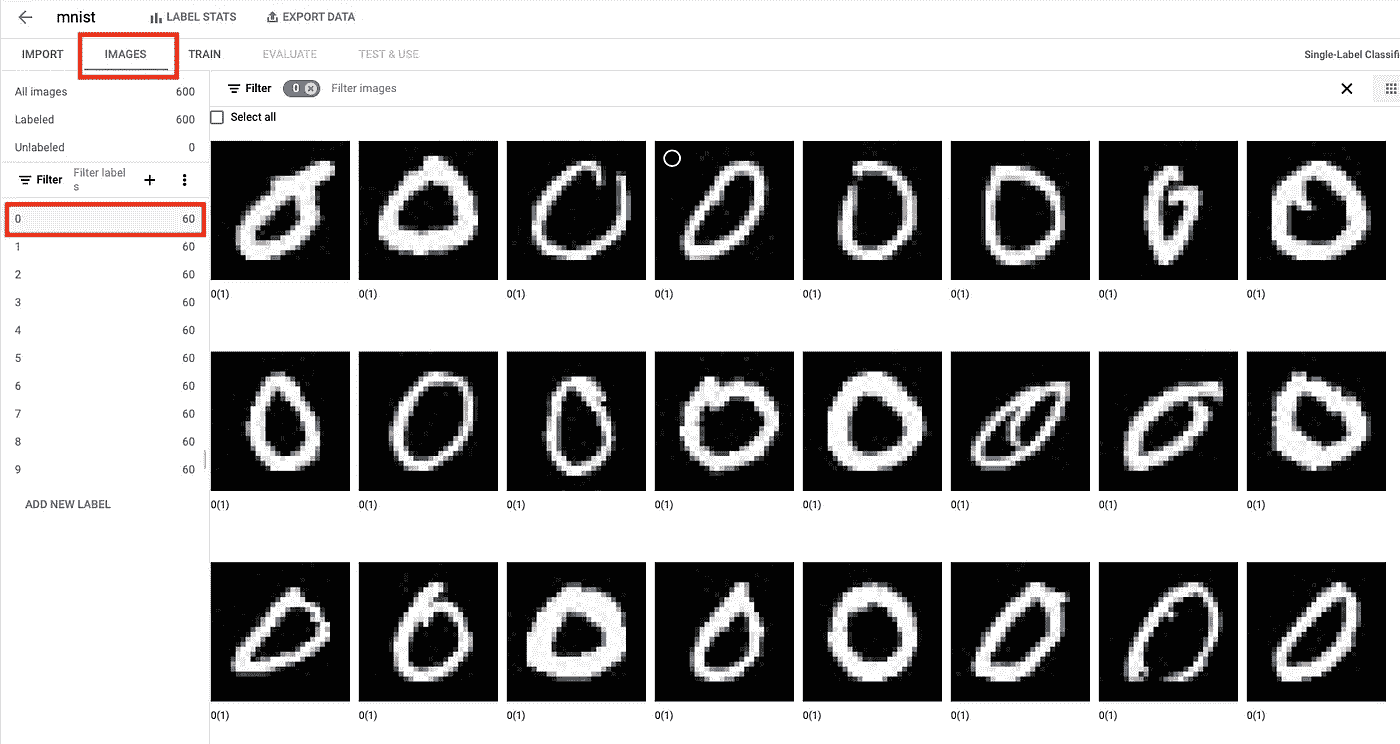 mnist LABEL STATS EXPORT DATA
IMPORT IMAGES TRAIN EVALUATE TEST & USE Single-Label Classifi
All images 600
Labeled 600
Unlabeled 0
Filter Filter label
s
0 60
1 60
2 60
3 60
4 60
5 60
6 60
7 60
8 60
9 60
ADD NEW LABEL
Filter 0 Filter images
Select all
0(1) 0(1) 0(1) 0(1) 0(1) 0(1) 0(1) 0(1)
0(1) 0(1) 0(1) 0(1) 0(1) 0(1) 0(1) 0(1)
0(1) 0(1) 0(1) 0(1) 0(1) 0(1) 0(1) 0(1)